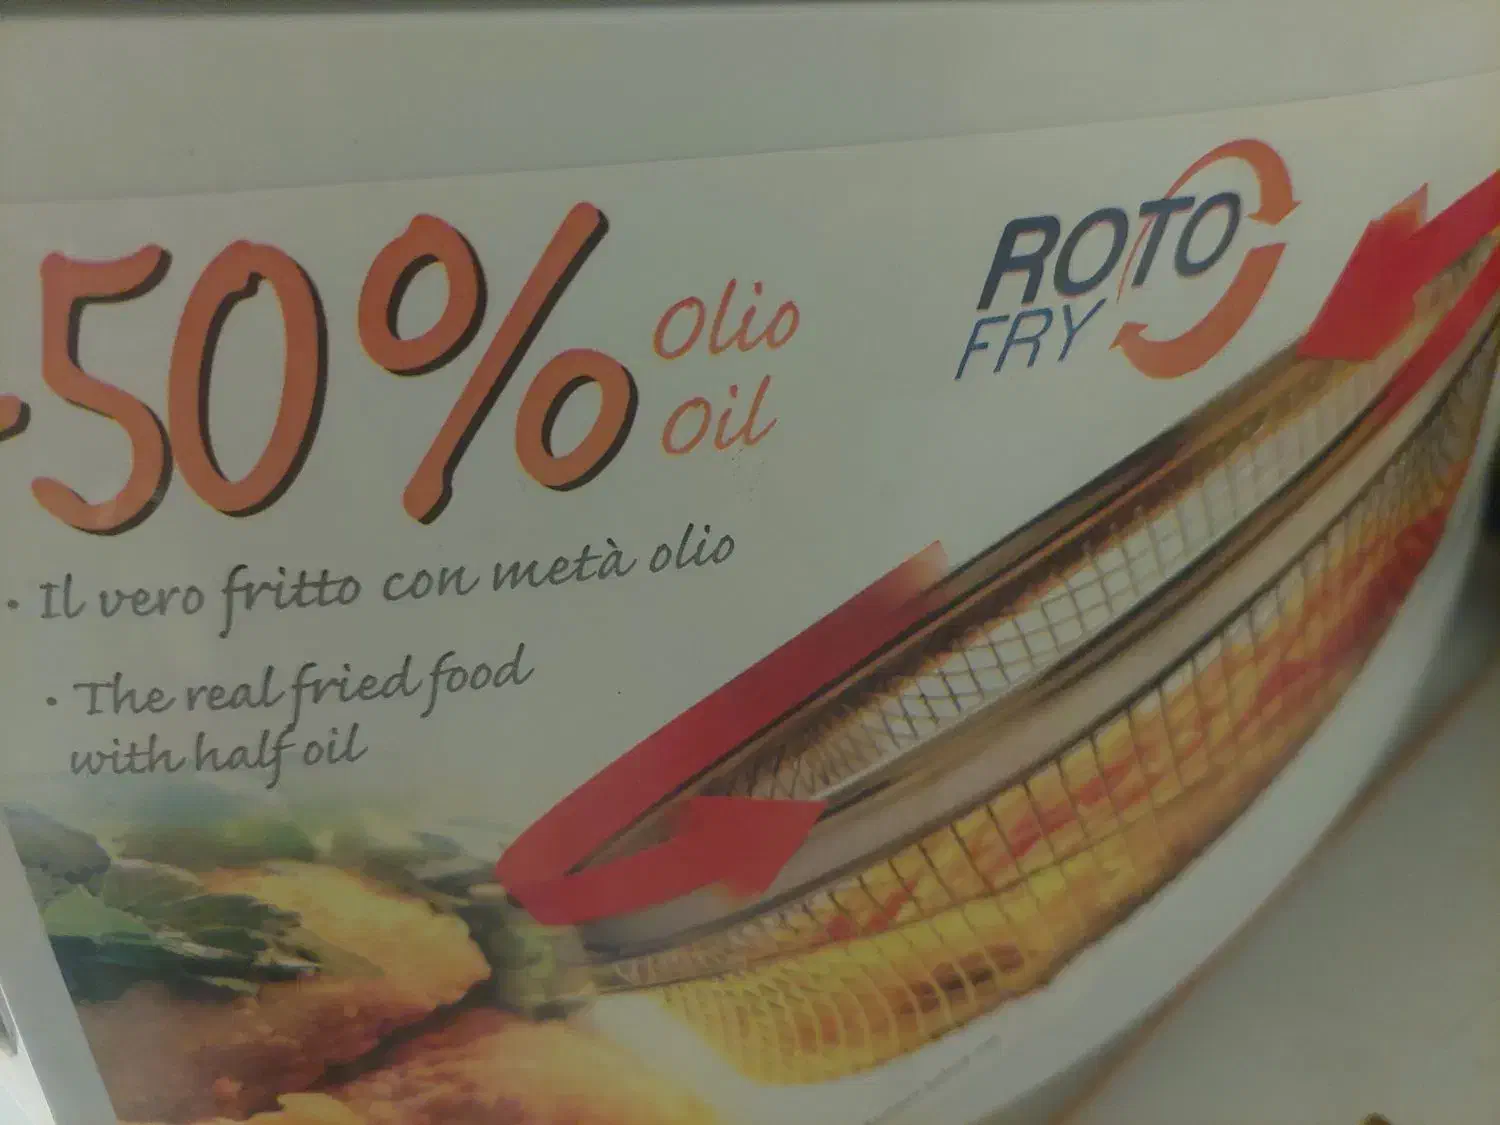 -50%
Olio
Oil
ROTO
FRY
• Il vero fritto con metà olio
• The real fried food
with half oil